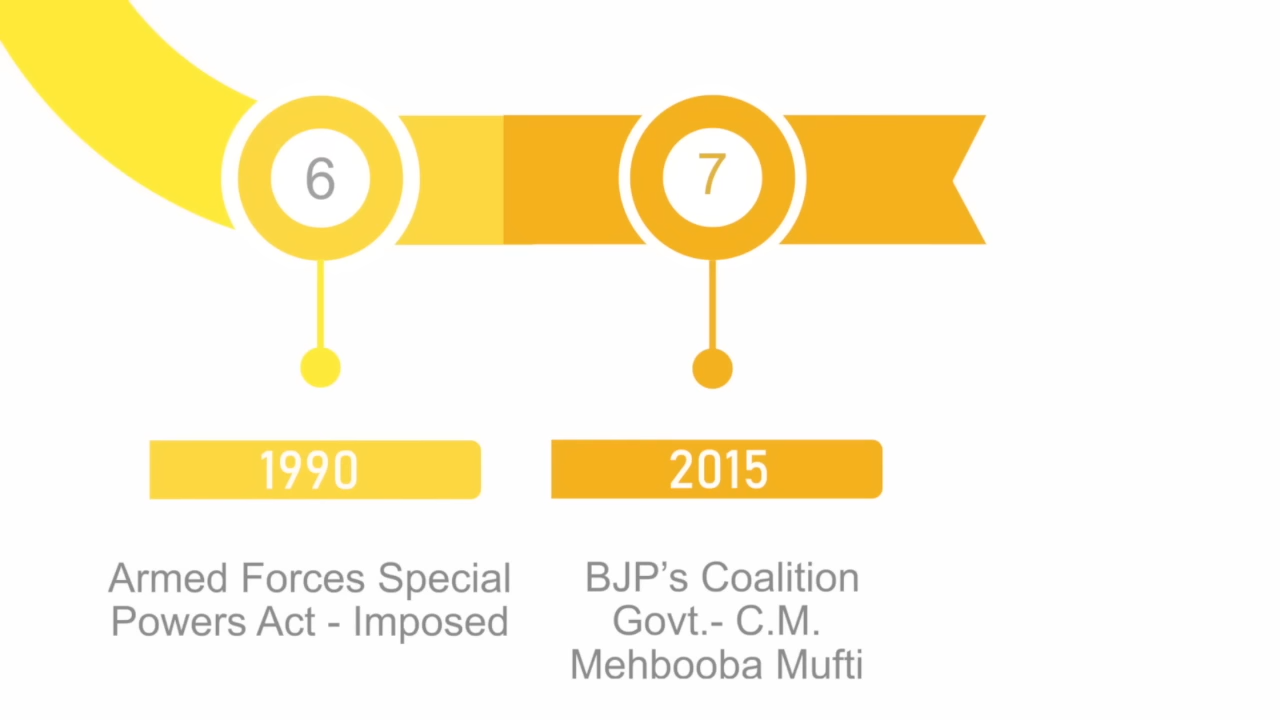 6
7
1990
2015
Armed Forces Special
Powers Act - Imposed
BJP’s Coalition
Govt.- C.M.
Mehbooba Mufti